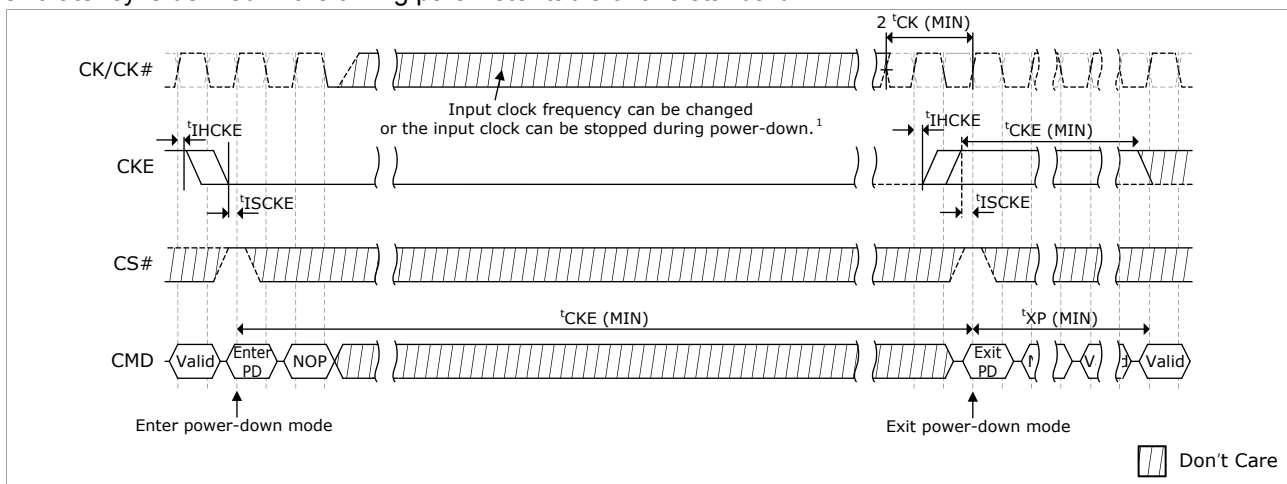 2 tCK (MIN)
CK/CK#
Input clock frequency can be changed
or the input clock can be stopped during power-down.1
tIHCKE
tIHCKE
tCKE (MIN)
CKE
tISCKE
tISCKE
CS#
tCKE (MIN)
tXP (MIN)
CMD
Valid
Enter
PD
NOP
Exit
PD
V
Valid
Enter power-down mode
Exit power-down mode
Don't Care